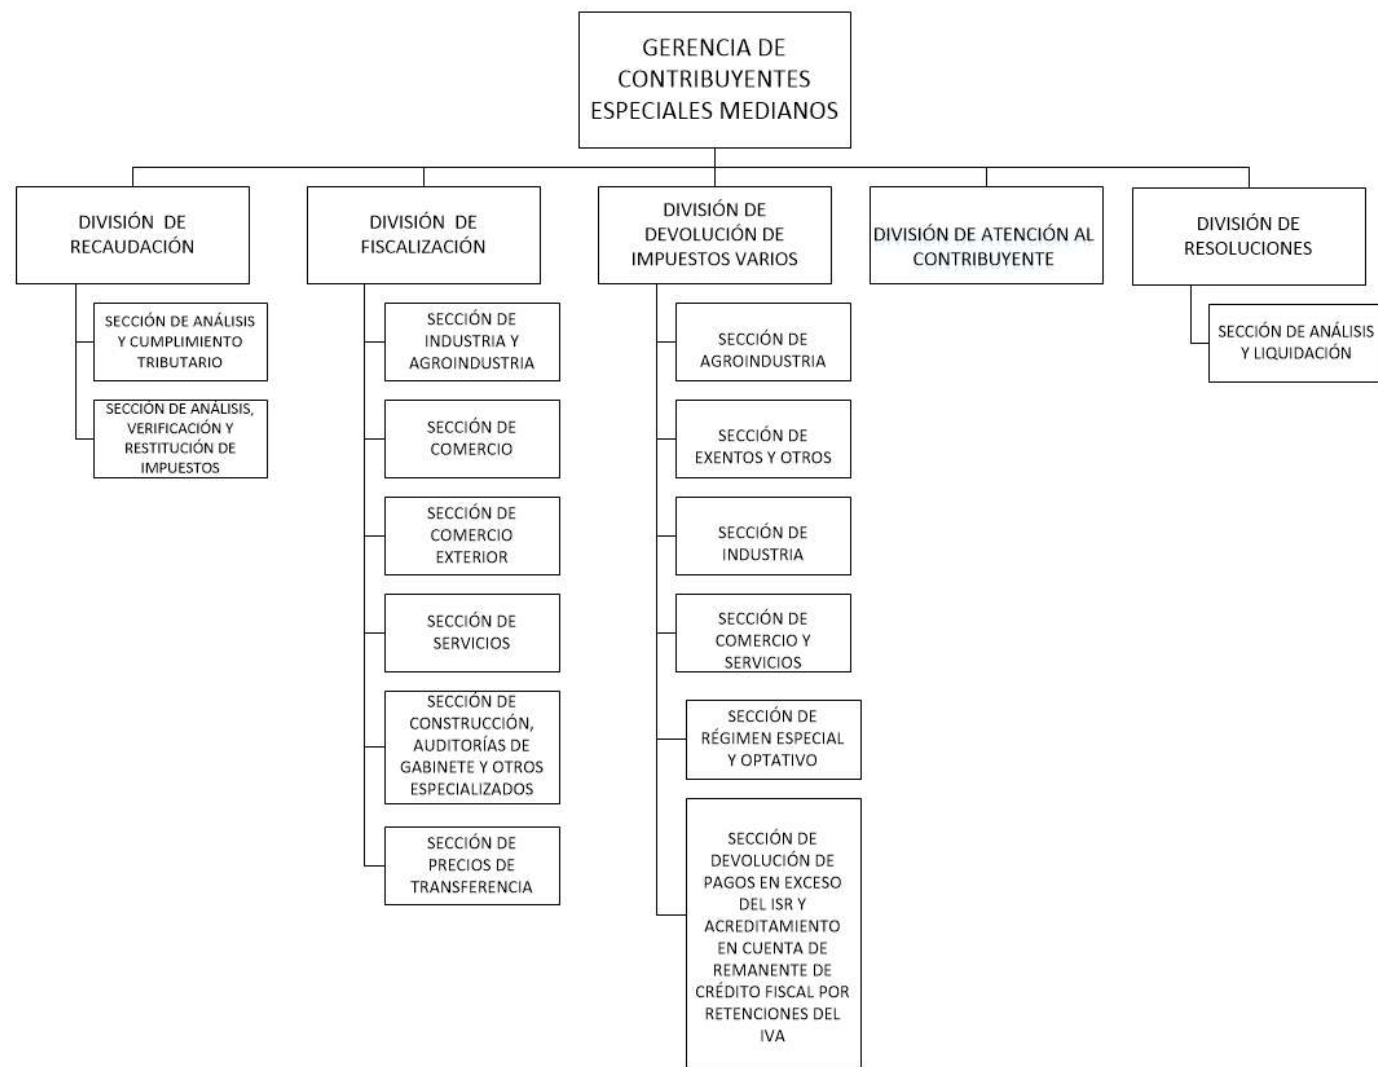 GERENCIA DE
CONTRIBUYENTES
ESPECIALES MEDIANOS
DIVISIÓN DE
RECAUDACIÓN
SECCIÓN DE ANÁLISIS
Y CUMPLIMIENTO
TRIBUTARIO
SECCIÓN DE ANÁLISIS,
VERIFICACIÓN Y
RESTITUCIÓN DE
IMPUESTOS
DIVISIÓN DE
FISCALIZACIÓN
SECCIÓN DE
INDUSTRIA Y
AGROINDUSTRIA
SECCIÓN DE
COMERCIO
SECCIÓN DE
COMERCIO
EXTERIOR
SECCIÓN DE
SERVICIOS
SECCIÓN DE
CONSTRUCCIÓN,
AUDITORÍAS DE
GABINETE Y OTROS
ESPECIALIZADOS
SECCIÓN DE
PRECIOS DE
TRANSFERENCIA
DIVISIÓN DE
DEVOLUCIÓN DE
IMPUESTOS VARIOS
SECCIÓN DE
AGROINDUSTRIA
SECCIÓN DE
EXENTOS Y OTROS
SECCIÓN DE
INDUSTRIA
SECCIÓN DE
COMERCIO Y
SERVICIOS
SECCIÓN DE
RÉGIMEN ESPECIAL
Y OPTATIVO
SECCIÓN DE
DEVOLUCIÓN DE
PAGOS EN EXCESO
DEL ISR Y
ACREDITAMIENTO
EN CUENTA DE
REMANENTE DE
CRÉDITO FISCAL POR
RETENCIONES DEL
IVA
DIVISIÓN DE ATENCIÓN AL
CONTRIBUYENTE
DIVISIÓN DE
RESOLUCIONES
SECCIÓN DE ANÁLISIS
Y LIQUIDACIÓN